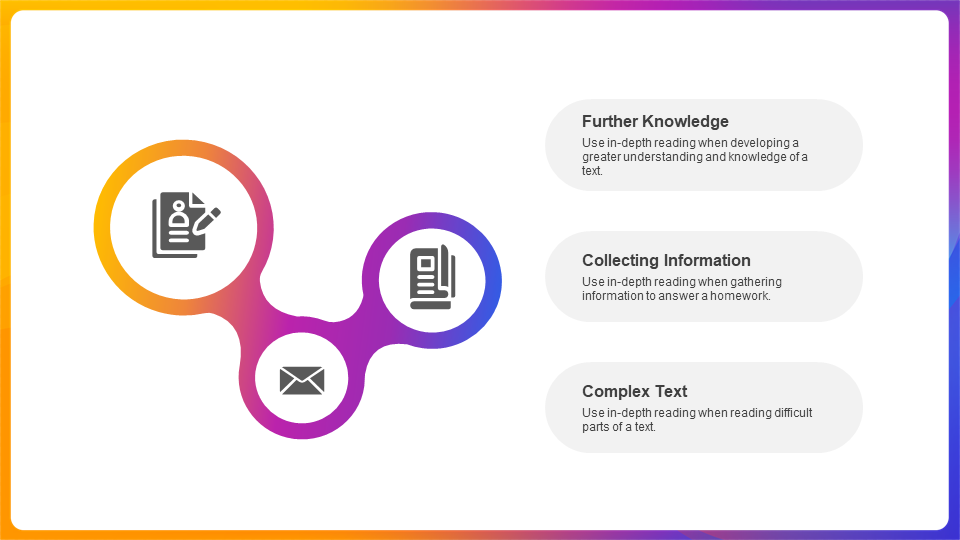 Further Knowledge
Use in-depth reading when developing a
greater understanding and knowledge of a
text.
Collecting Information
Use in-depth reading when gathering
information to answer a homework.
Complex Text
Use in-depth reading when reading difficult
parts of a text.